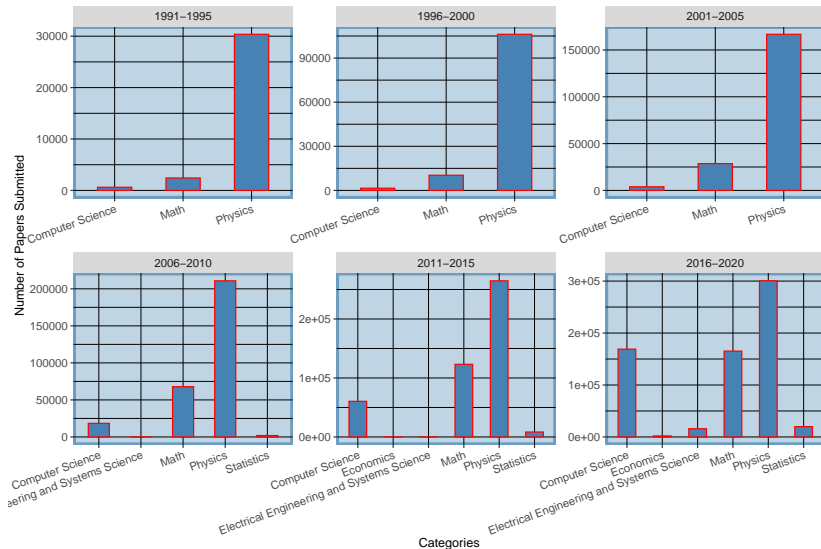 1991–1995
1996–2000
2001–2005
30000
20000
10000
0
90000
60000
30000
0
150000
100000
50000
0
Computer Science
Math
Physics
Computer Science
Math
Physics
Computer Science
Math
Physics
Number of Papers Submitted
2006–2010
2011–2015
2016–2020
200000
150000
100000
50000
0
2e+05
1e+05
0e+00
3e+05
2e+05
1e+05
0e+00
Computer Science
eering and Systems Science
Math
Physics
Statistics
Computer Science
Economics
Electrical Engineering and Systems Science
Math
Physics
Statistics
Computer Science
Economics
Electrical Engineering and Systems Science
Math
Physics
Statistics
Categories